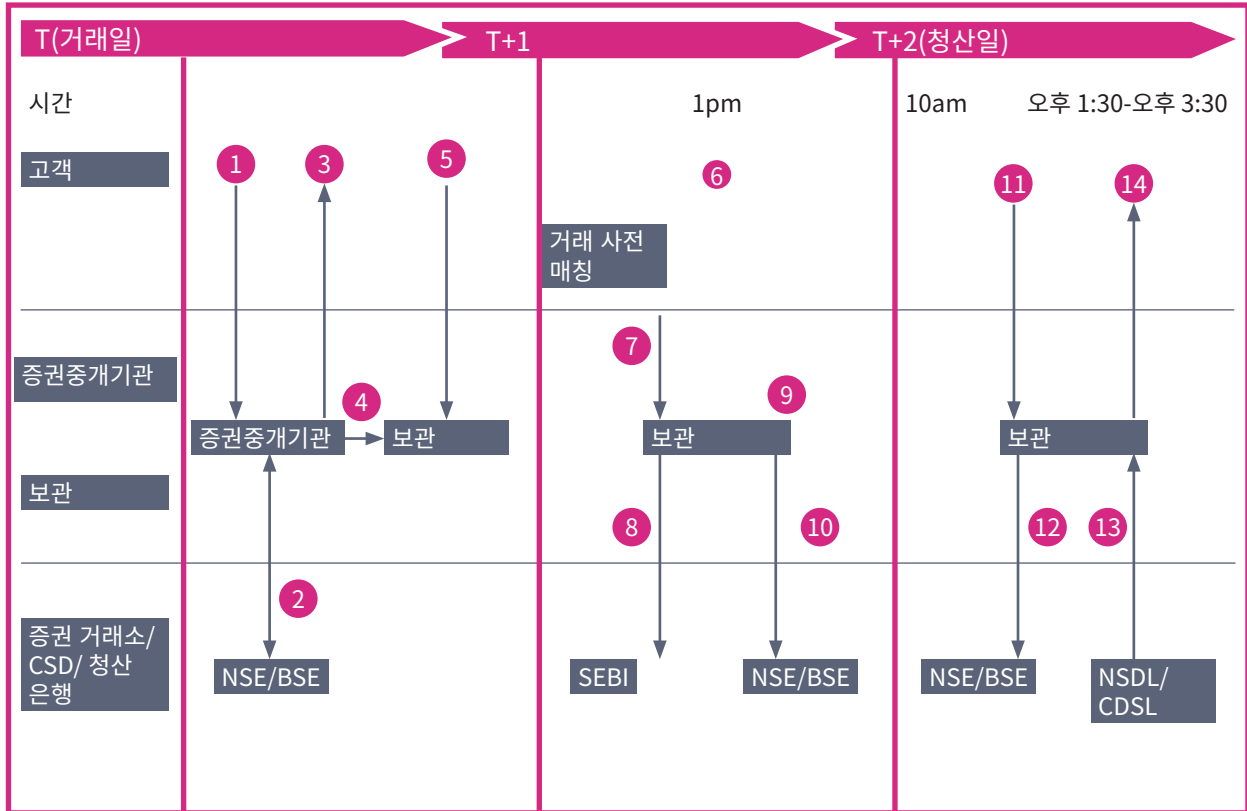 T(거래일)
T+1
T+2(청산일)
시간
1pm
10am
오후 1:30-오후 3:30
고객
1
3
5
6
11
14
거래 사전
매칭
증권중개기관
7
9
4
증권중개기관
보관
보관
보관
보관
8
10
12
13
2
증권 거래소/
CSD/ 청산
은행
NSE/BSE
SEBI
NSE/BSE
NSE/BSE
NSDL/
CDSL